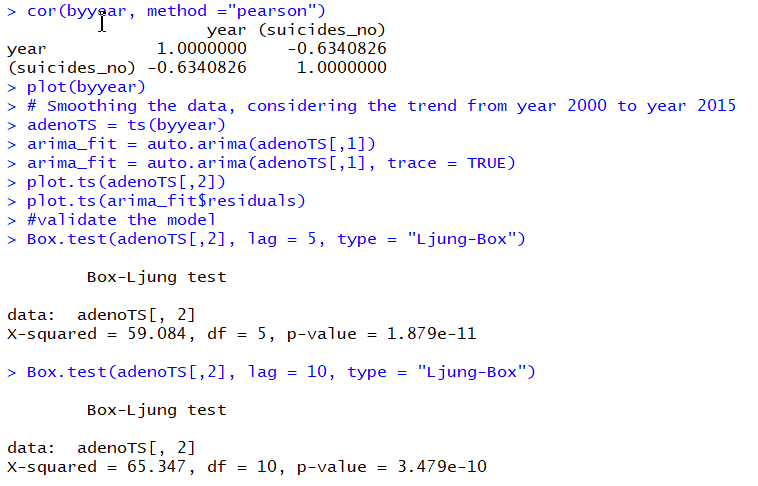 > cor(byyear, method ="pearson")
year (suicides_no)
year 1.0000000 -0.6340826
(suicides_no) -0.6340826 1.0000000
> plot(byyear)
> # Smoothing the data, considering the trend from year 2000 to year 2015
> adenoTS = ts(byyear)
> arima_fit = auto.arima(adenoTS[,1])
> arima_fit = auto.arima(adenoTS[,1], trace = TRUE)
> plot.ts(adenoTS[,2])
> plot.ts(arima_fit$residuals)
> #validate the model
> Box.test(adenoTS[,2], lag = 5, type = "Ljung-Box")
Box-Ljung test
data:  adenoTS[, 2]
X-squared = 59.084, df = 5, p-value = 1.879e-11
> Box.test(adenoTS[,2], lag = 10, type = "Ljung-Box")
Box-Ljung test
data:  adenoTS[, 2]
X-squared = 65.347, df = 10, p-value = 3.479e-10